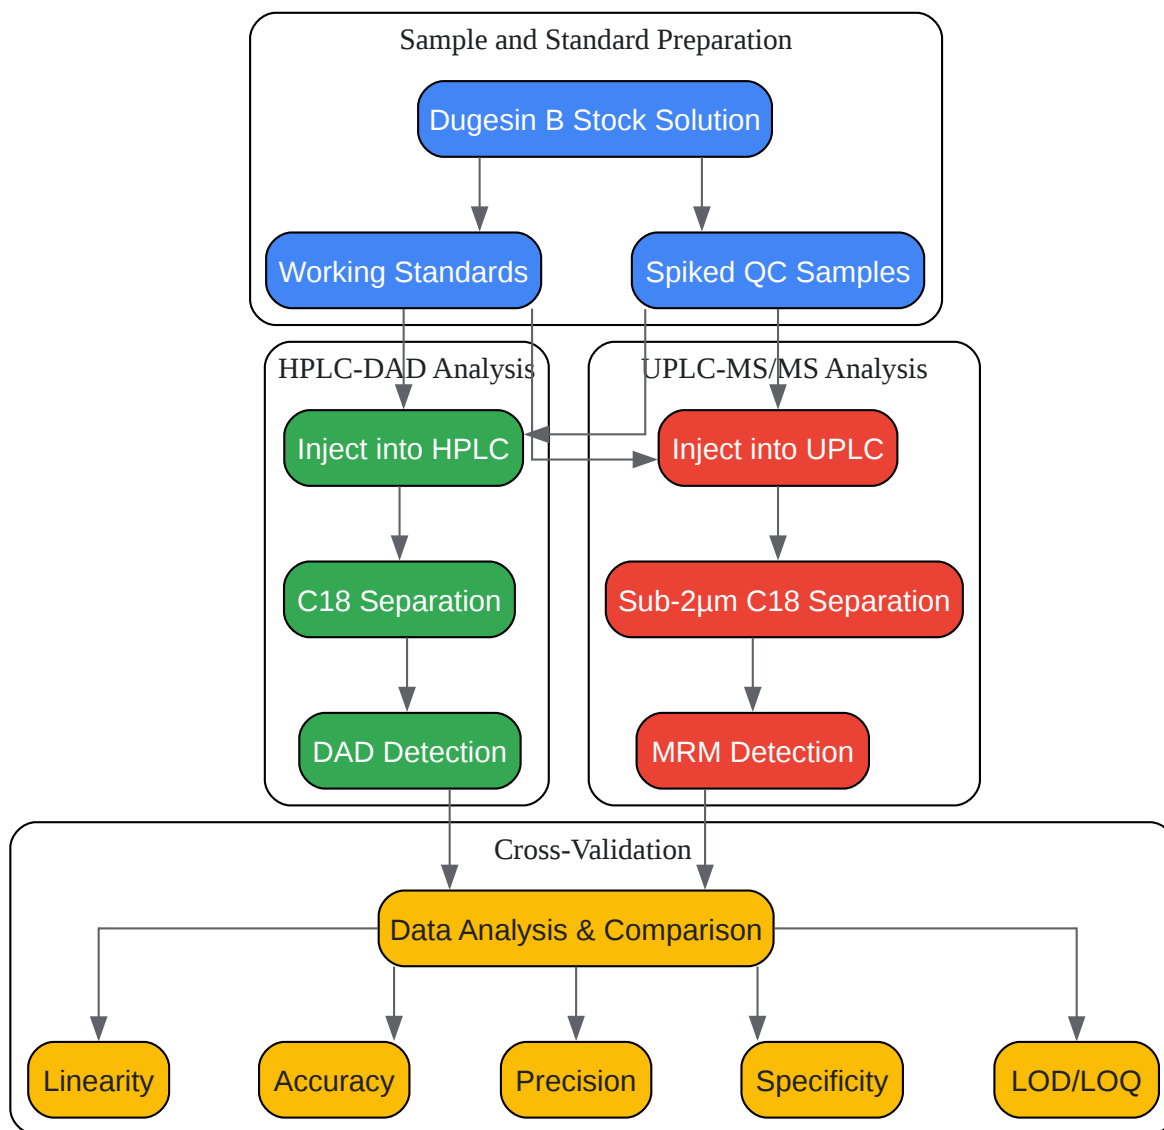 Sample and Standard Preparation
Dugesin B Stock Solution
Working Standards
Spiked QC Samples
HPLC-DAD Analysis
UPLC-MS/MS Analysis
Inject into HPLC
Inject into UPLC
C18 Separation
Sub-2µm C18 Separation
DAD Detection
MRM Detection
Cross-Validation
Data Analysis & Comparison
Linearity
Accuracy
Precision
Specificity
LOD/LOQ